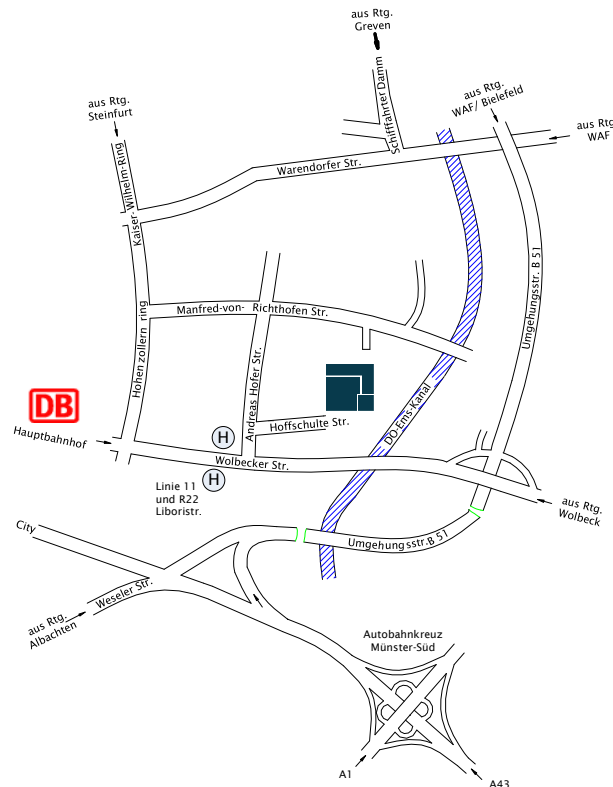 aus Rtg.
Greven
aus Rtg.
WAF/ Bielefeld
aus Rtg.
Steinfurt
aus Rtg.
WAF
Schifffahrter Damm
Kaiser-Wilhelm-Ring
Warendorfer Str.
Umgehungsstr. B 51
Manfred-von- Richthofen Str.
Hohenzollern ring
Andreas Hofer Str.
DO-Ems-Kanal
DB
Hoffschulte Str.
Hauptbahnhof
H
Wolbecker Str.
H
Linie 11
und R22
Liboristr.
aus Rtg.
Wolbeck
City
Umgehungsstr.B 51
Weseler Str.
aus Rtg.
Albachten
Autobahnkreuz
Münster-Süd
A1
A43